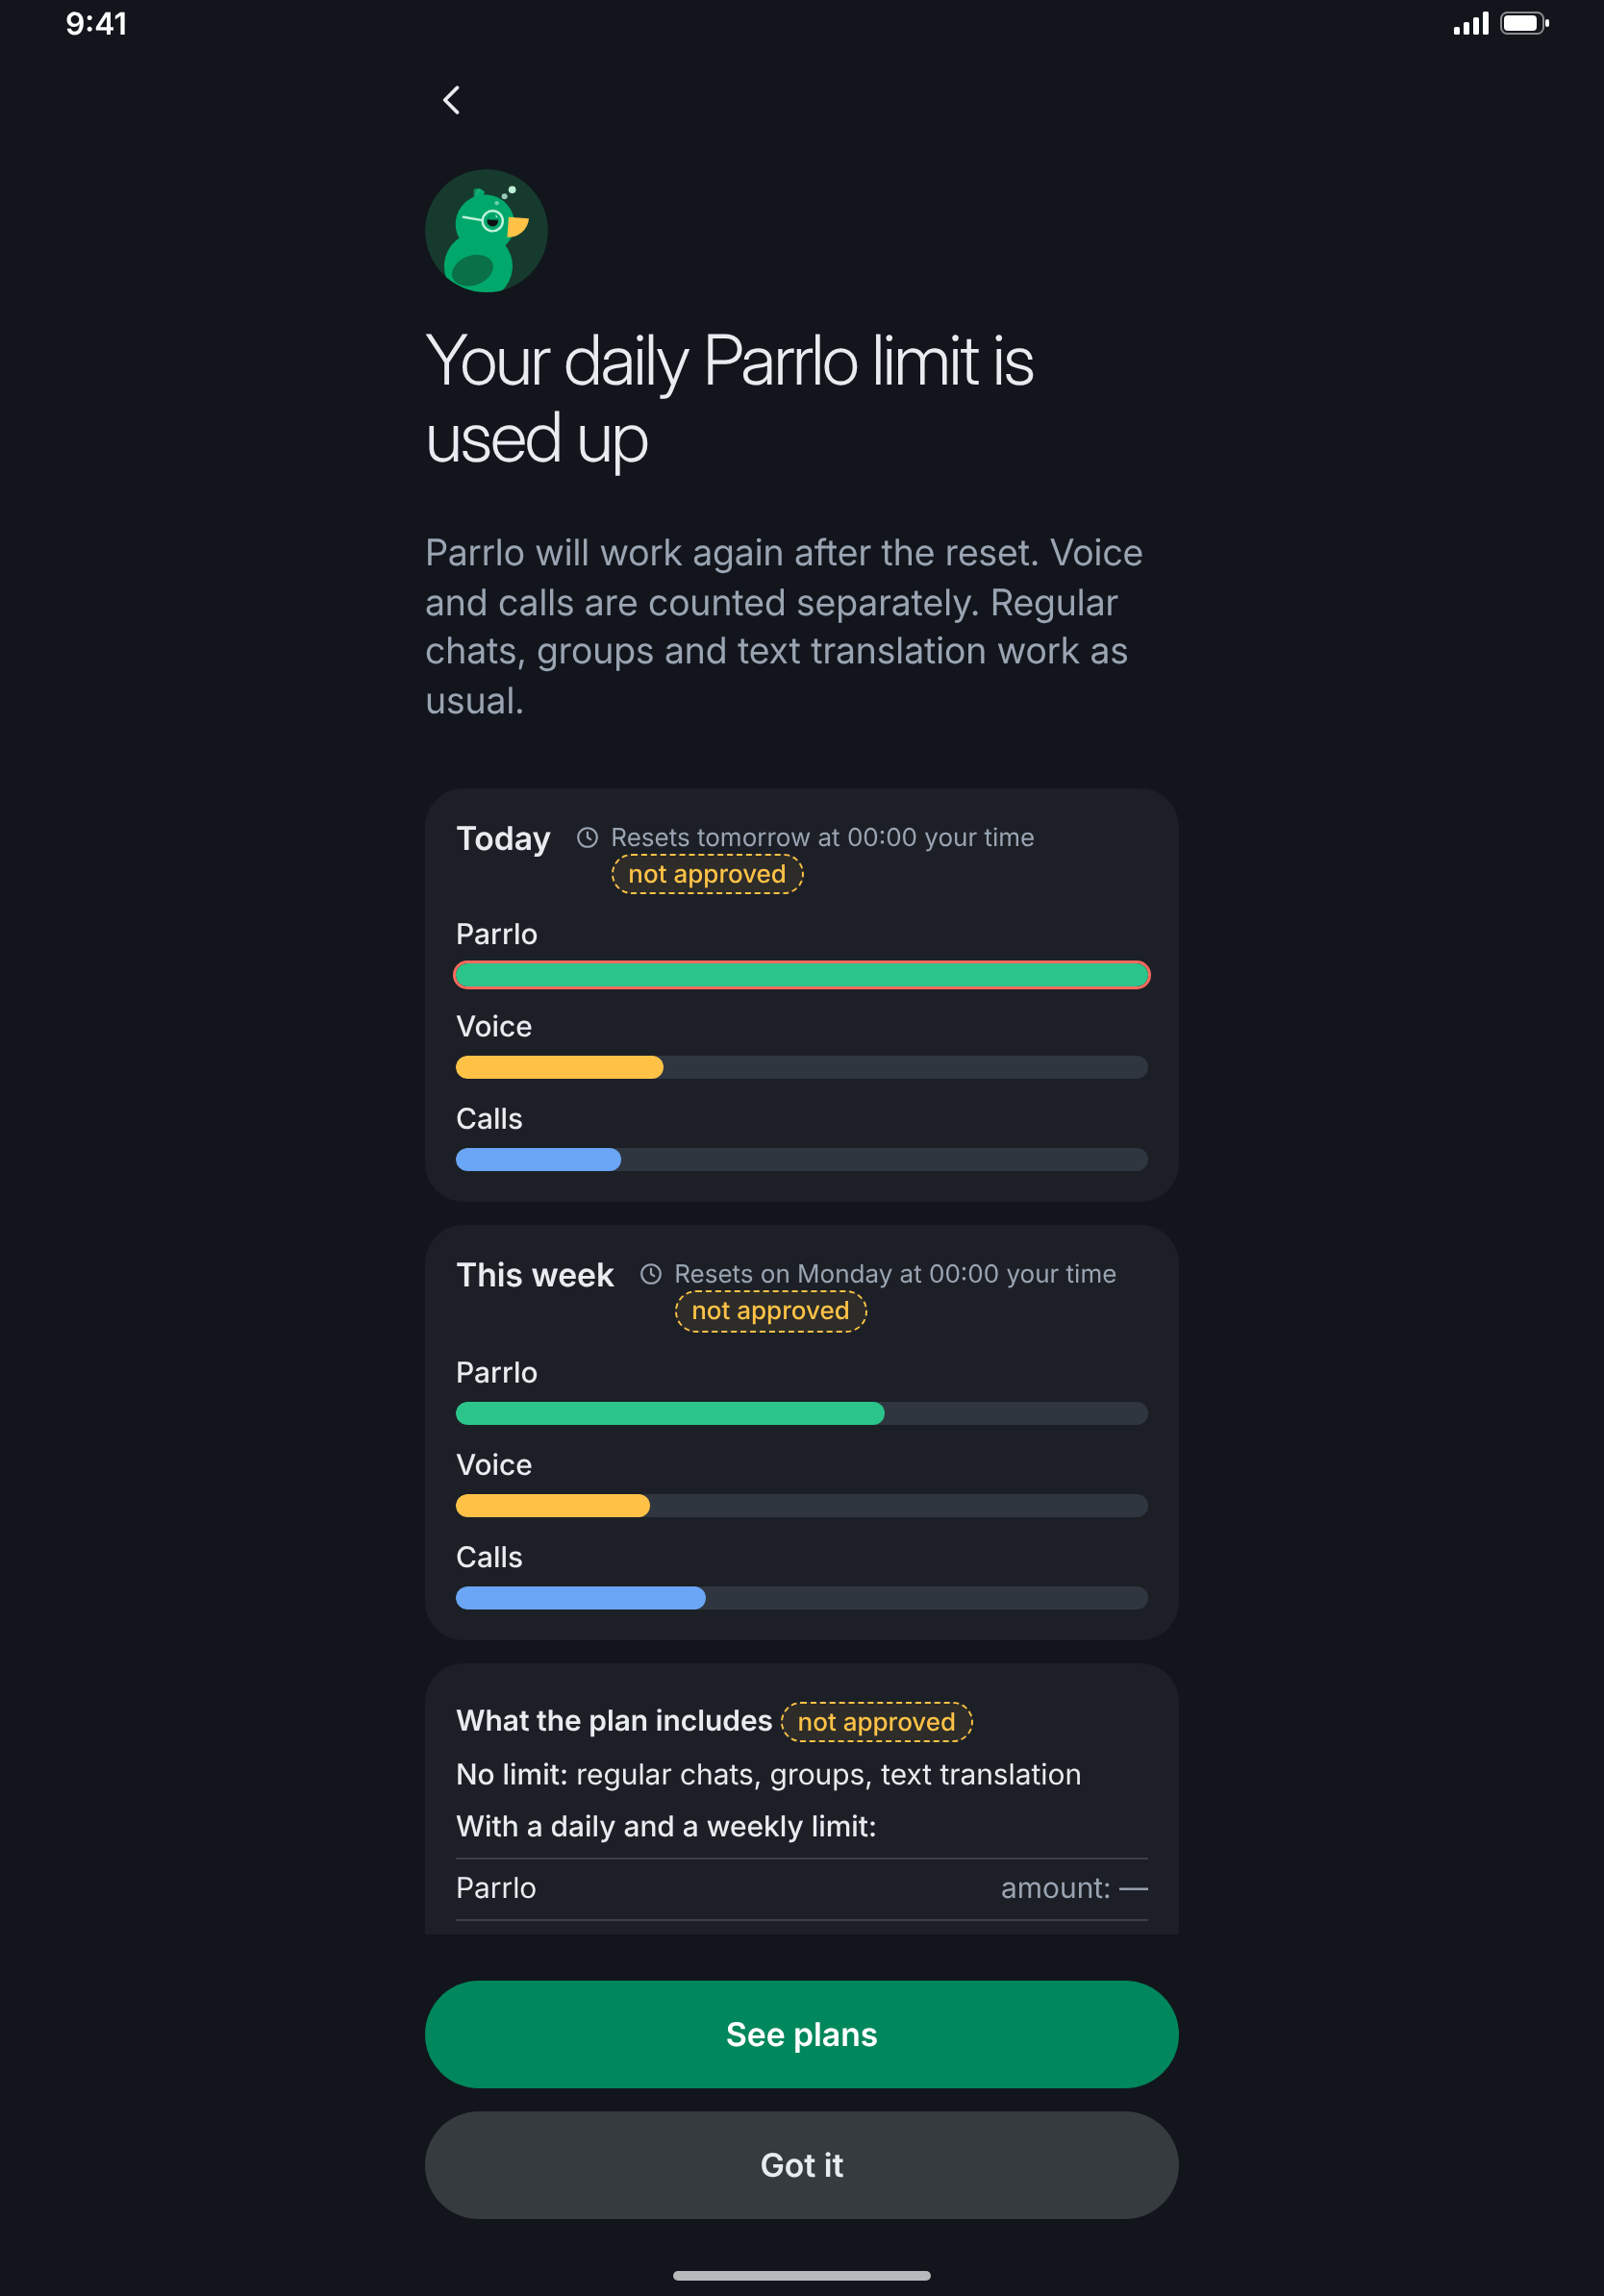 9:41
Your daily Parrlo limit is
used up
Parrlo will work again after the reset. Voice
and calls are counted separately. Regular
chats, groups and text translation work as
usual.
Today Resets tomorrow at 00:00 your time
not approved
Parrlo
Voice
Calls
This week Resets on Monday at 00:00 your time
not approved
Parrlo
Voice
Calls
What the plan includes not approved
No limit: regular chats, groups, text translation
With a daily and a weekly limit:
Parrlo amount: —
See plans
Got it